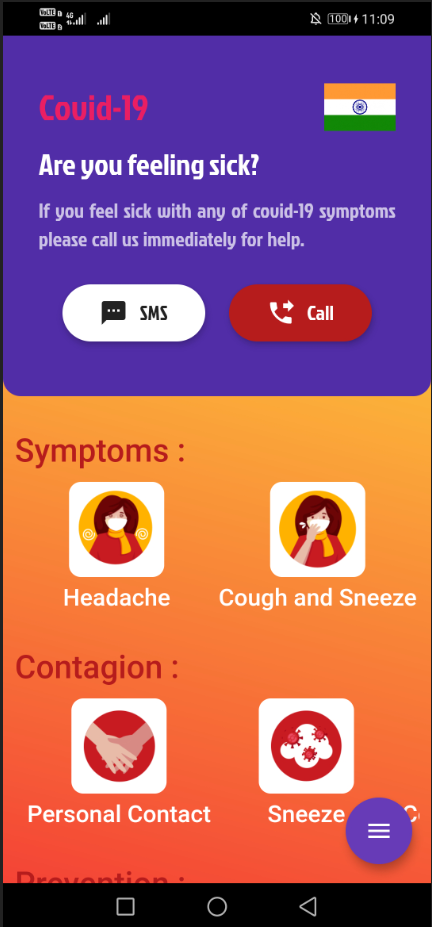 VoLTE 4G 100 11:09
VoLTE
Covid-19
Are you feeling sick?
If you feel sick with any of covid-19 symptoms
please call us immediately for help.
SMS Call
Symptoms :
Headache Cough and Sneeze
Contagion :
Personal Contact Sneeze
Prevention :